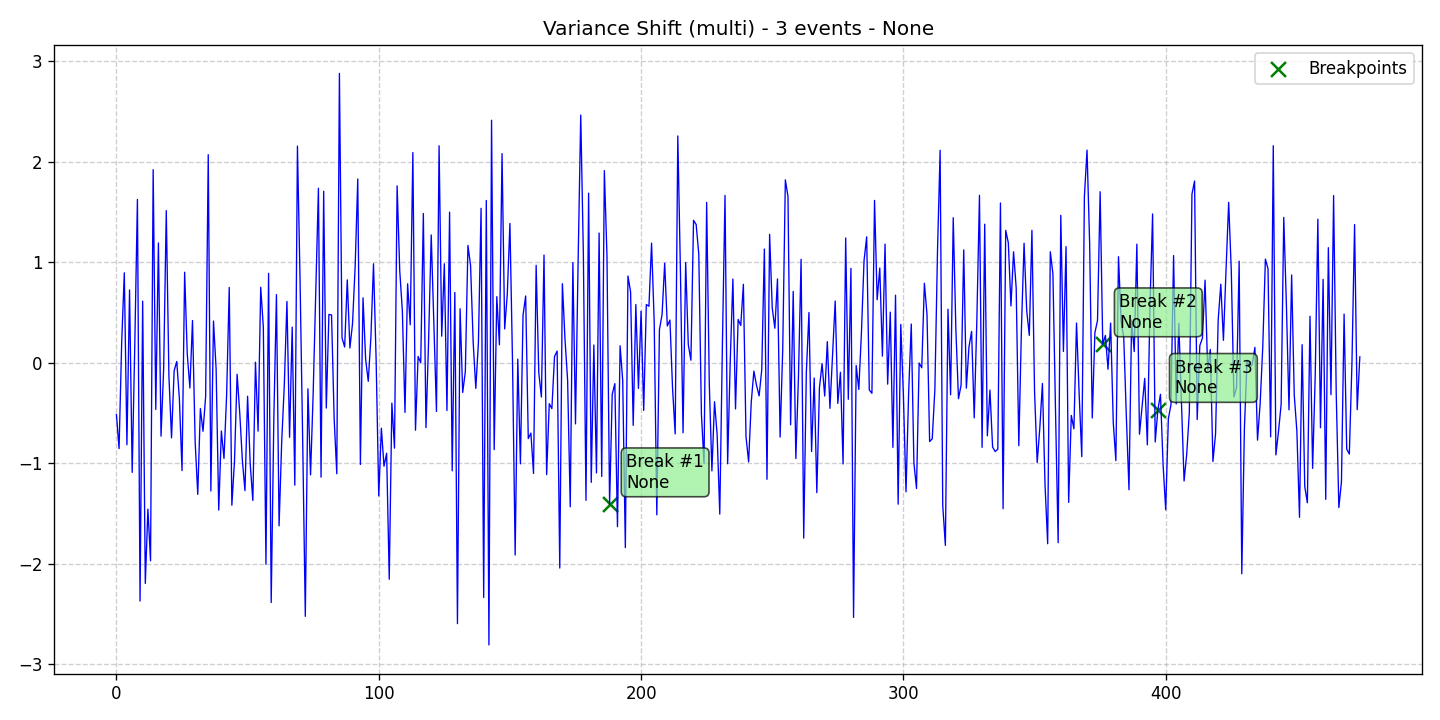 Variance Shift (multi) - 3 events - None
Breakpoints
3
2
1
0
−1
−2
−3
Break #2
None
Break #3
None
Break #1
None
0
100
200
300
400